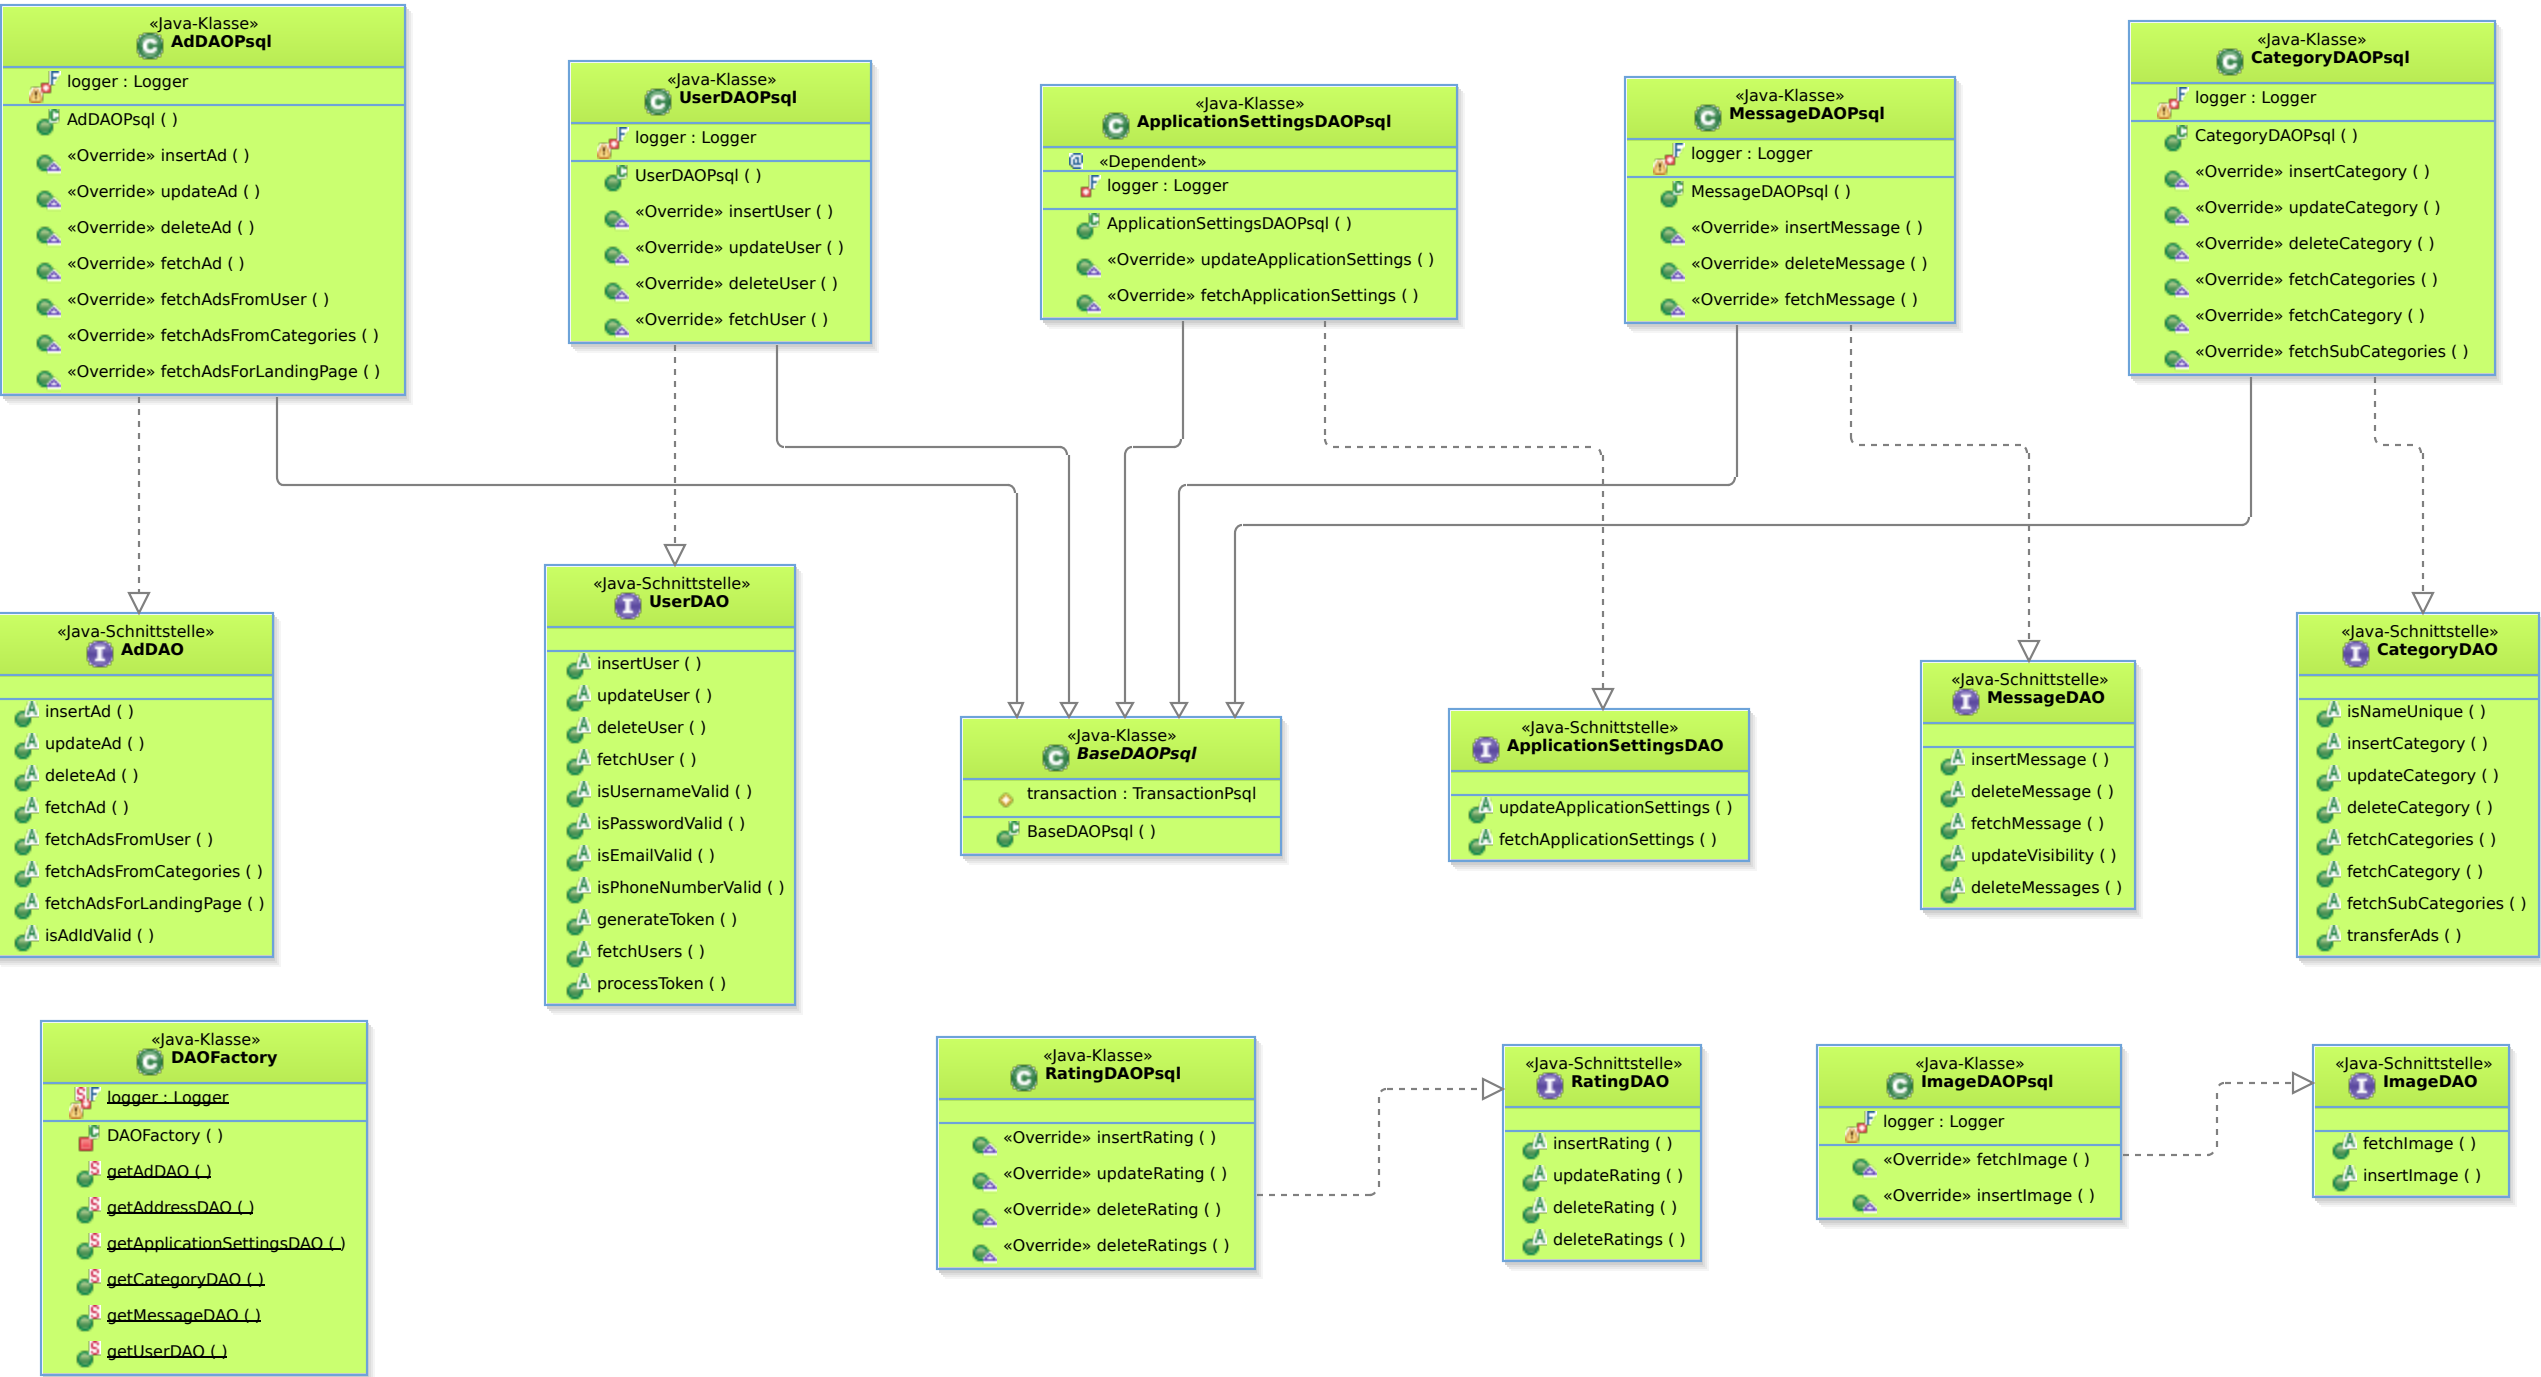 «Java-Klasse»
AdDAOPsql
logger : Logger
AdDAOPsql ( )
«Override» insertAd ( )
«Override» updateAd ( )
«Override» deleteAd ( )
«Override» fetchAd ( )
«Override» fetchAdsFromUser ( )
«Override» fetchAdsFromCategories ( )
«Override» fetchAdsForLandingPage ( )
«Java-Klasse»
UserDAOPsql
logger : Logger
UserDAOPsql ( )
«Override» insertUser ( )
«Override» updateUser ( )
«Override» deleteUser ( )
«Override» fetchUser ( )
«Java-Klasse»
ApplicationSettingsDAOPsql
@ «Dependent»
logger : Logger
ApplicationSettingsDAOPsql ( )
«Override» updateApplicationSettings ( )
«Override» fetchApplicationSettings ( )
«Java-Klasse»
MessageDAOPsql
logger : Logger
MessageDAOPsql ( )
«Override» insertMessage ( )
«Override» deleteMessage ( )
«Override» fetchMessage ( )
«Java-Klasse»
CategoryDAOPsql
logger : Logger
CategoryDAOPsql ( )
«Override» insertCategory ( )
«Override» updateCategory ( )
«Override» deleteCategory ( )
«Override» fetchCategories ( )
«Override» fetchCategory ( )
«Override» fetchSubCategories ( )
«Java-Schnittstelle»
AdDAO
insertAd ( )
updateAd ( )
deleteAd ( )
fetchAd ( )
fetchAdsFromUser ( )
fetchAdsFromCategories ( )
fetchAdsForLandingPage ( )
isAdIdValid ( )
«Java-Schnittstelle»
UserDAO
insertUser ( )
updateUser ( )
deleteUser ( )
fetchUser ( )
isUsernameValid ( )
isPasswordValid ( )
isEmailValid ( )
isPhoneNumberValid ( )
generateToken ( )
fetchUsers ( )
processToken ( )
«Java-Klasse»
BaseDAOPsql
transaction : TransactionPsql
BaseDAOPsql ( )
«Java-Schnittstelle»
ApplicationSettingsDAO
updateApplicationSettings ( )
fetchApplicationSettings ( )
«Java-Schnittstelle»
MessageDAO
insertMessage ( )
deleteMessage ( )
fetchMessage ( )
updateVisibility ( )
deleteMessages ( )
«Java-Schnittstelle»
CategoryDAO
isNameUnique ( )
insertCategory ( )
updateCategory ( )
deleteCategory ( )
fetchCategories ( )
fetchCategory ( )
fetchSubCategories ( )
transferAds ( )
«Java-Klasse»
DAOFactory
logger : Logger
DAOFactory ( )
getAdDAO ( )
getAddressDAO ( )
getApplicationSettingsDAO ( )
getCategoryDAO ( )
getMessageDAO ( )
getUserDAO ( )
«Java-Klasse»
RatingDAOPsql
«Override» insertRating ( )
«Override» updateRating ( )
«Override» deleteRating ( )
«Override» deleteRatings ( )
«Java-Schnittstelle»
RatingDAO
insertRating ( )
updateRating ( )
deleteRating ( )
deleteRatings ( )
«Java-Klasse»
ImageDAOPsql
logger : Logger
«Override» fetchImage ( )
«Override» insertImage ( )
«Java-Schnittstelle»
ImageDAO
fetchImage ( )
insertImage ( )